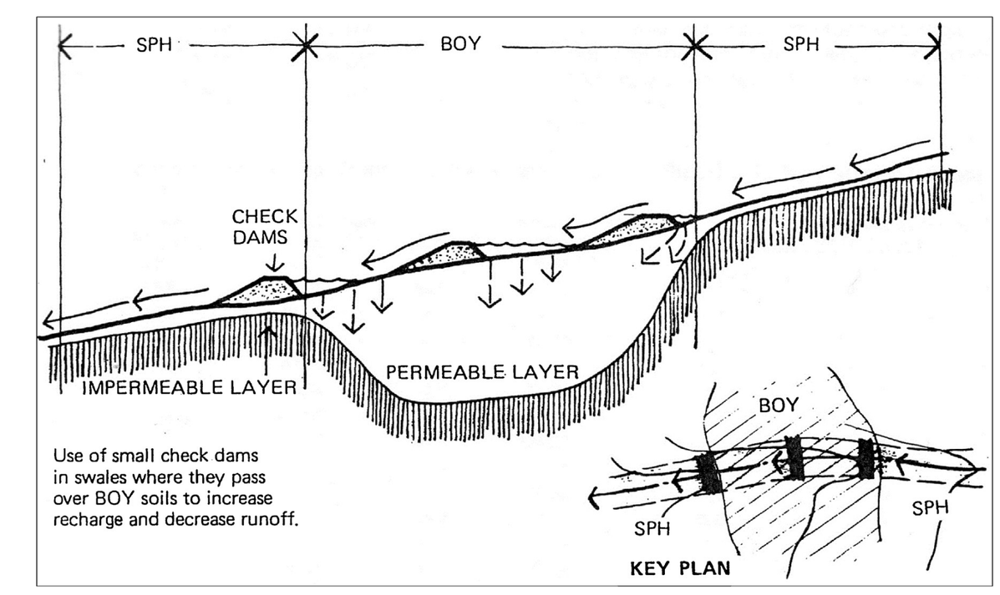 SPH BOY SPH
CHECK
DAMS
PERMEABLE LAYER
IMPERMEABLE LAYER
BOY
Use of small check dams
in swales where they pass
over BOY soils to increase
recharge and decrease runoff.
SPH
SPH
KEY PLAN